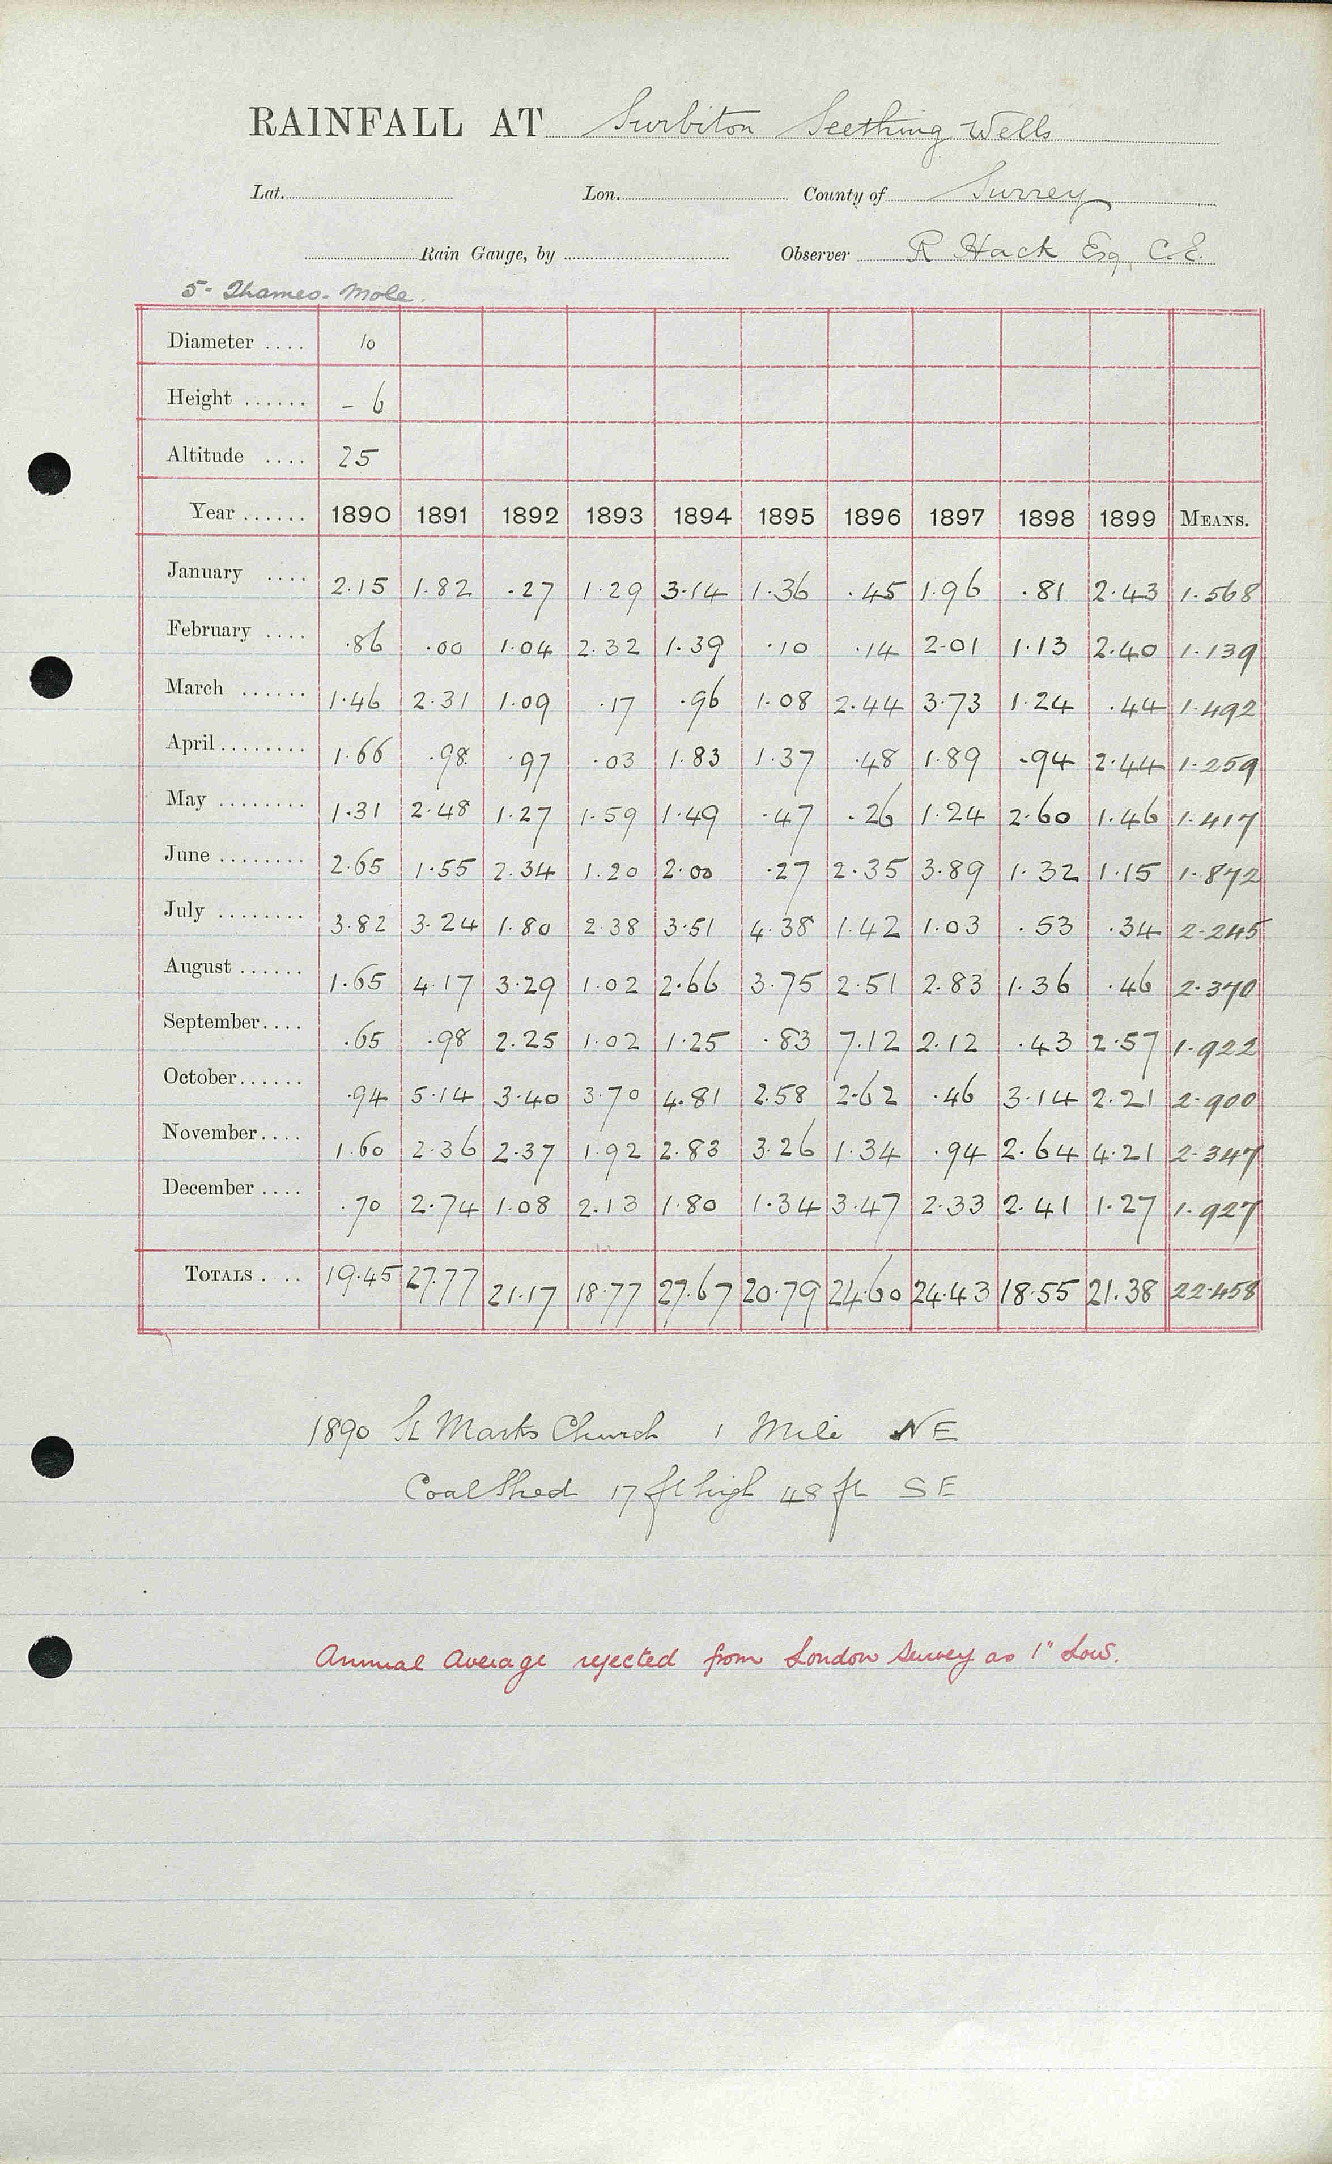 RAINFALL AT Surbiton Seething Wells
Lat. Lon. County of Surrey
Rain Gauge, by Observer R Hack Esq. C.E.
5- Thames- Mole.
Diameter .... 10
Height ...... - 6
Altitude .... 25
Year ...... 1890 1891 1892 1893 1894 1895 1896 1897 1898 1899 MEANS.
January .... 2.15 1.82 .27 1.29 3.14 1.36 .45 1.96 .81 2.43 1.568
February .... .86 .00 1.04 2.32 1.39 .10 .14 2.01 1.13 2.40 1.139
March ...... 1.46 2.31 1.09 .17 .96 1.08 2.44 3.73 1.24 .44 1.492
April........ 1.66 .98 .97 .03 1.83 1.37 .48 1.89 .94 2.44 1.259
May ........ 1.31 2.48 1.27 1.59 1.49 .47 .26 1.24 2.60 1.46 1.417
June ........ 2.65 1.55 2.34 1.20 2.00 .27 2.35 3.89 1.32 1.15 1.872
July ........ 3.82 3.24 1.80 2.38 3.51 4.38 1.42 1.03 .53 .34 2.245
August ...... 1.65 4.17 3.29 1.02 2.66 3.75 2.51 2.83 1.36 .46 2.370
September.... .65 .98 2.25 1.02 1.25 .83 7.12 2.12 .43 2.57 1.922
October...... .94 5.14 3.40 3.70 4.81 2.58 2.62 .46 3.14 2.21 2.900
November.... 1.60 2.36 2.37 1.92 2.83 3.26 1.34 .94 2.64 4.21 2.347
December .... .70 2.74 1.08 2.13 1.80 1.34 3.47 2.33 2.41 1.27 1.927
TOTALS . .. 19.45 27.77 21.17 18.77 27.67 20.79 24.60 24.43 18.55 21.38 22.458
1890 St Marks Church 1 Mile NE
Coal Shed 17 ft high 48 ft SE
Annual Average rejected from London Survey as 1" Low.